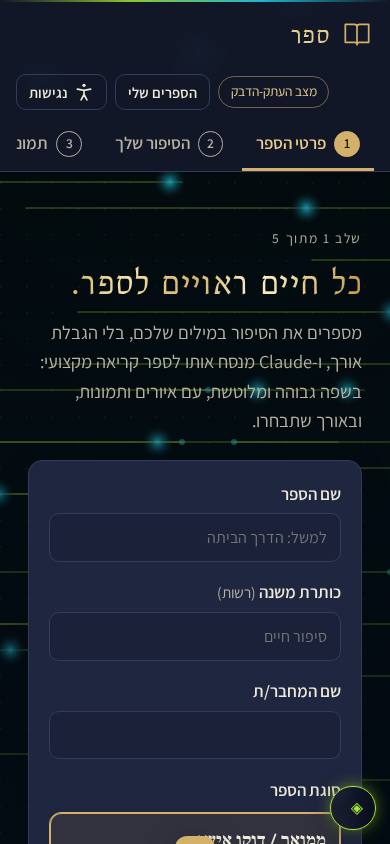 ספר
מצב העתק-הדבק
הספרים שלי
נגישות
1 פרטי הספר
2 הסיפור שלך
3 תמונ
שלב 1 מתוך 5
כל חיים ראויים לספר.
מספרים את הסיפור במילים שלכם, בלי הגבלת
אורך, ו-Claude מנסח אותו לספר קריאה מקצועי:
בשפה גבוהה ומלוטשת, עם איורים ותמונות,
ובאורך שתבחרו.
שם הספר
למשל: הדרך הביתה
כותרת משנה (רשות)
סיפור חיים
שם המחבר/ת
סוגת הספר
ממואר / דוקו